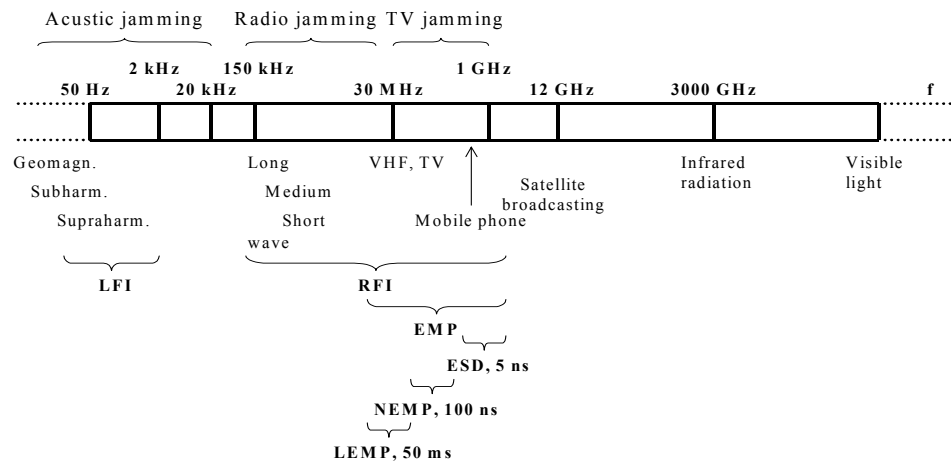 Acustic jamming Radio jamming TV jamming
2 kHz 150 kHz 1 GHz
50 Hz 20 kHz 30 MHz 12 GHz 3000 GHz f
Geomagn. Long VHF, TV Infrared Visible
Subharm. Medium Satellite radiation light
Supraharm. Short Mobile phone broadcasting
wave
LFI RFI
EMP
ESD, 5 ns
NEMP, 100 ns
LEMP, 50 ms